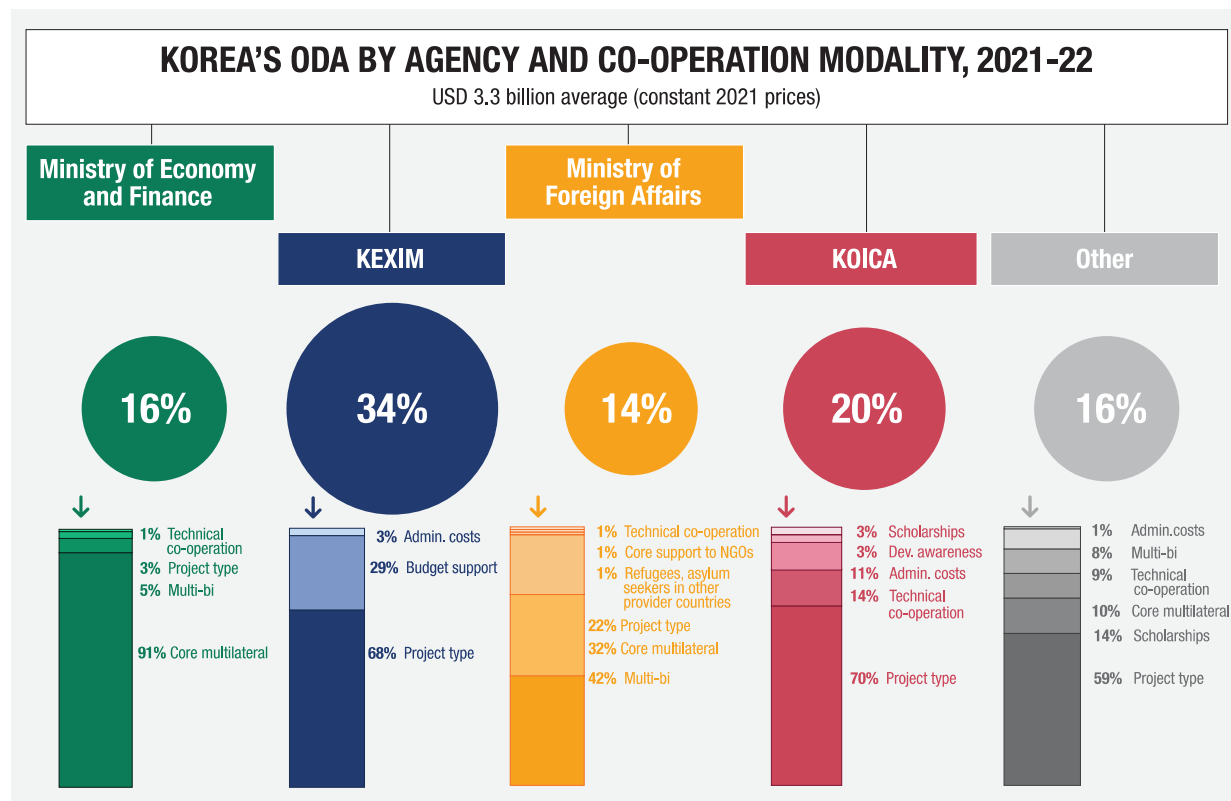 KOREA'S ODA BY AGENCY AND CO-OPERATION MODALITY, 2021-22
USD 3.3 billion average (constant 2021 prices)
Ministry of Economy
and Finance
KEXIM
Ministry of
Foreign Affairs
KOICA
Other
16%
34%
14%
20%
16%
1% Technical
co-operation
3% Project type
5% Multi-bi
91% Core multilateral
3% Admin. costs
29% Budget support
68% Project type
1% Technical co-operation
1% Core support to NGOs
1% Refugees, asylum
seekers in other
provider countries
22% Project type
32% Core multilateral
42% Multi-bi
3% Scholarships
3% Dev. awareness
11% Admin. costs
14% Technical
co-operation
70% Project type
1% Admin.costs
8% Multi-bi
9% Technical
co-operation
10% Core multilateral
14% Scholarships
59% Project type